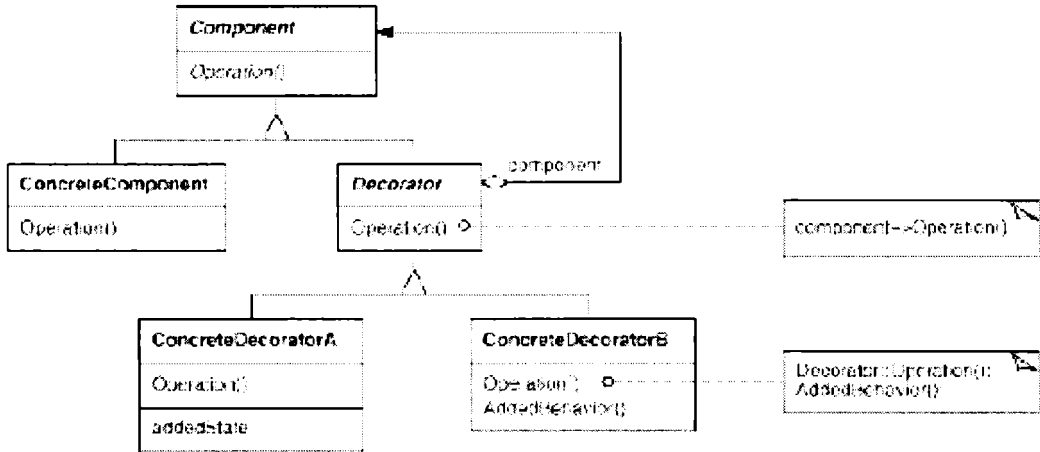 Component
Operation()
component
ConcreteComponent
Operation()
Decorator
Operation()
component->Operation()
ConcreteDecoratorA
Operation()
addedState
ConcreteDecoratorB
Operation()
AddedBehavior()
Decorator::Operation();
AddedBehavior()